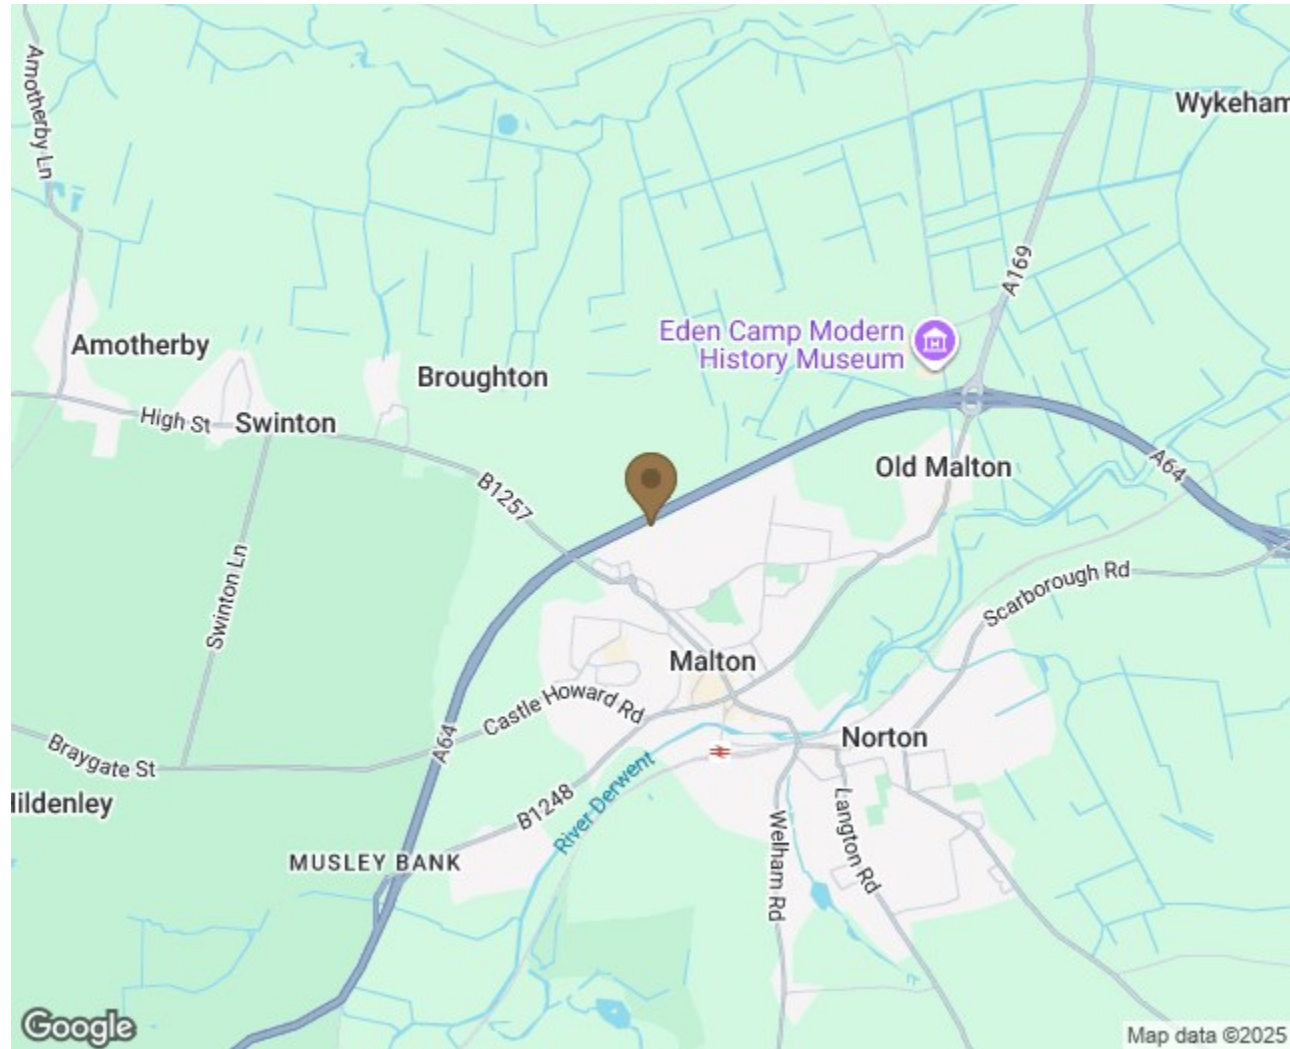 Amotherby Ln
Wykeham
A169
Eden Camp Modern
History Museum
Amotherby
Broughton
High St
Swinton
Old Malton
A64
B1257
Swinton Ln
Scarborough Rd
Malton
Castle Howard Rd
A64
Norton
Braygate St
River Derwent
Langton Rd
Hildenley
B1248
Welham Rd
MUSLEY BANK
Google
Map data ©2025